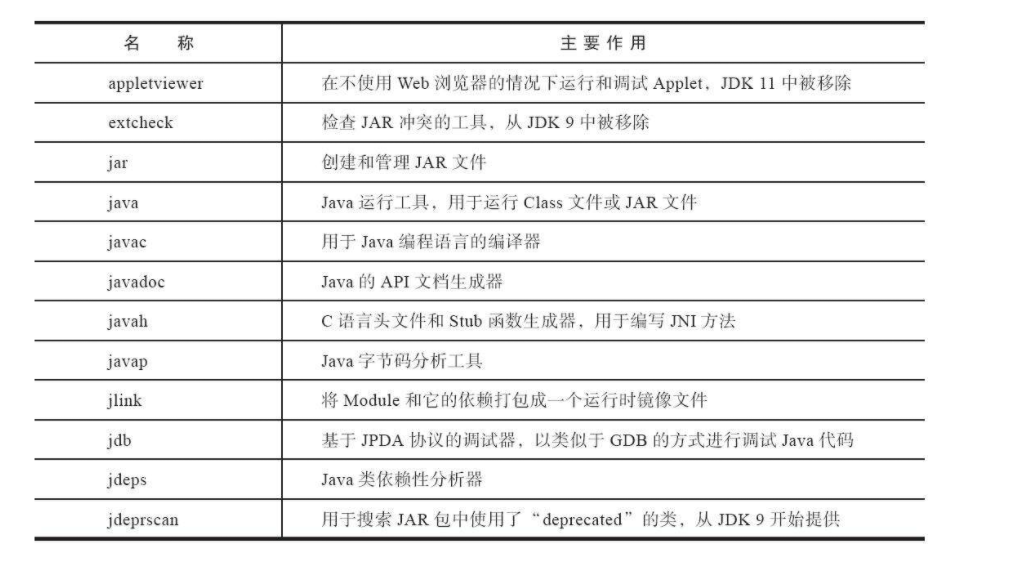 名 称 主要作用
appletviewer 在不使用 Web 浏览器的情况下运行和调试 Applet，JDK 11 中被移除
extcheck 检查 JAR 冲突的工具，从 JDK 9 中被移除
jar 创建和管理 JAR 文件
java Java 运行工具，用于运行 Class 文件或 JAR 文件
javac 用于 Java 编程语言的编译器
javadoc Java 的 API 文档生成器
javah C 语言头文件和 Stub 函数生成器，用于编写 JNI 方法
javap Java 字节码分析工具
jlink 将 Module 和它的依赖打包成一个运行时镜像文件
jdb 基于 JPDA 协议的调试器，以类似于 GDB 的方式进行调试 Java 代码
jdeps Java 类依赖性分析器
jdeprscan 用于搜索 JAR 包中使用了“deprecated”的类，从 JDK 9 开始提供